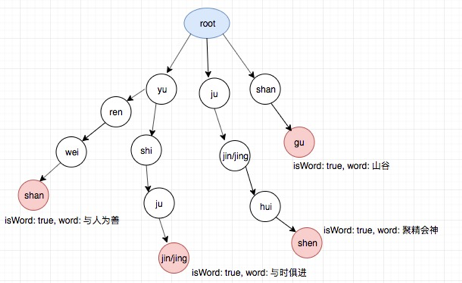 root
yu
ju
shan
ren
wei
shi
jin/jing
gu
isWord: true, word: 山谷
shan
ju
hui
isWord: true, word: 与人为善
shen
isWord: true, word: 聚精会神
jin/jing
isWord: true, word: 与时俱进